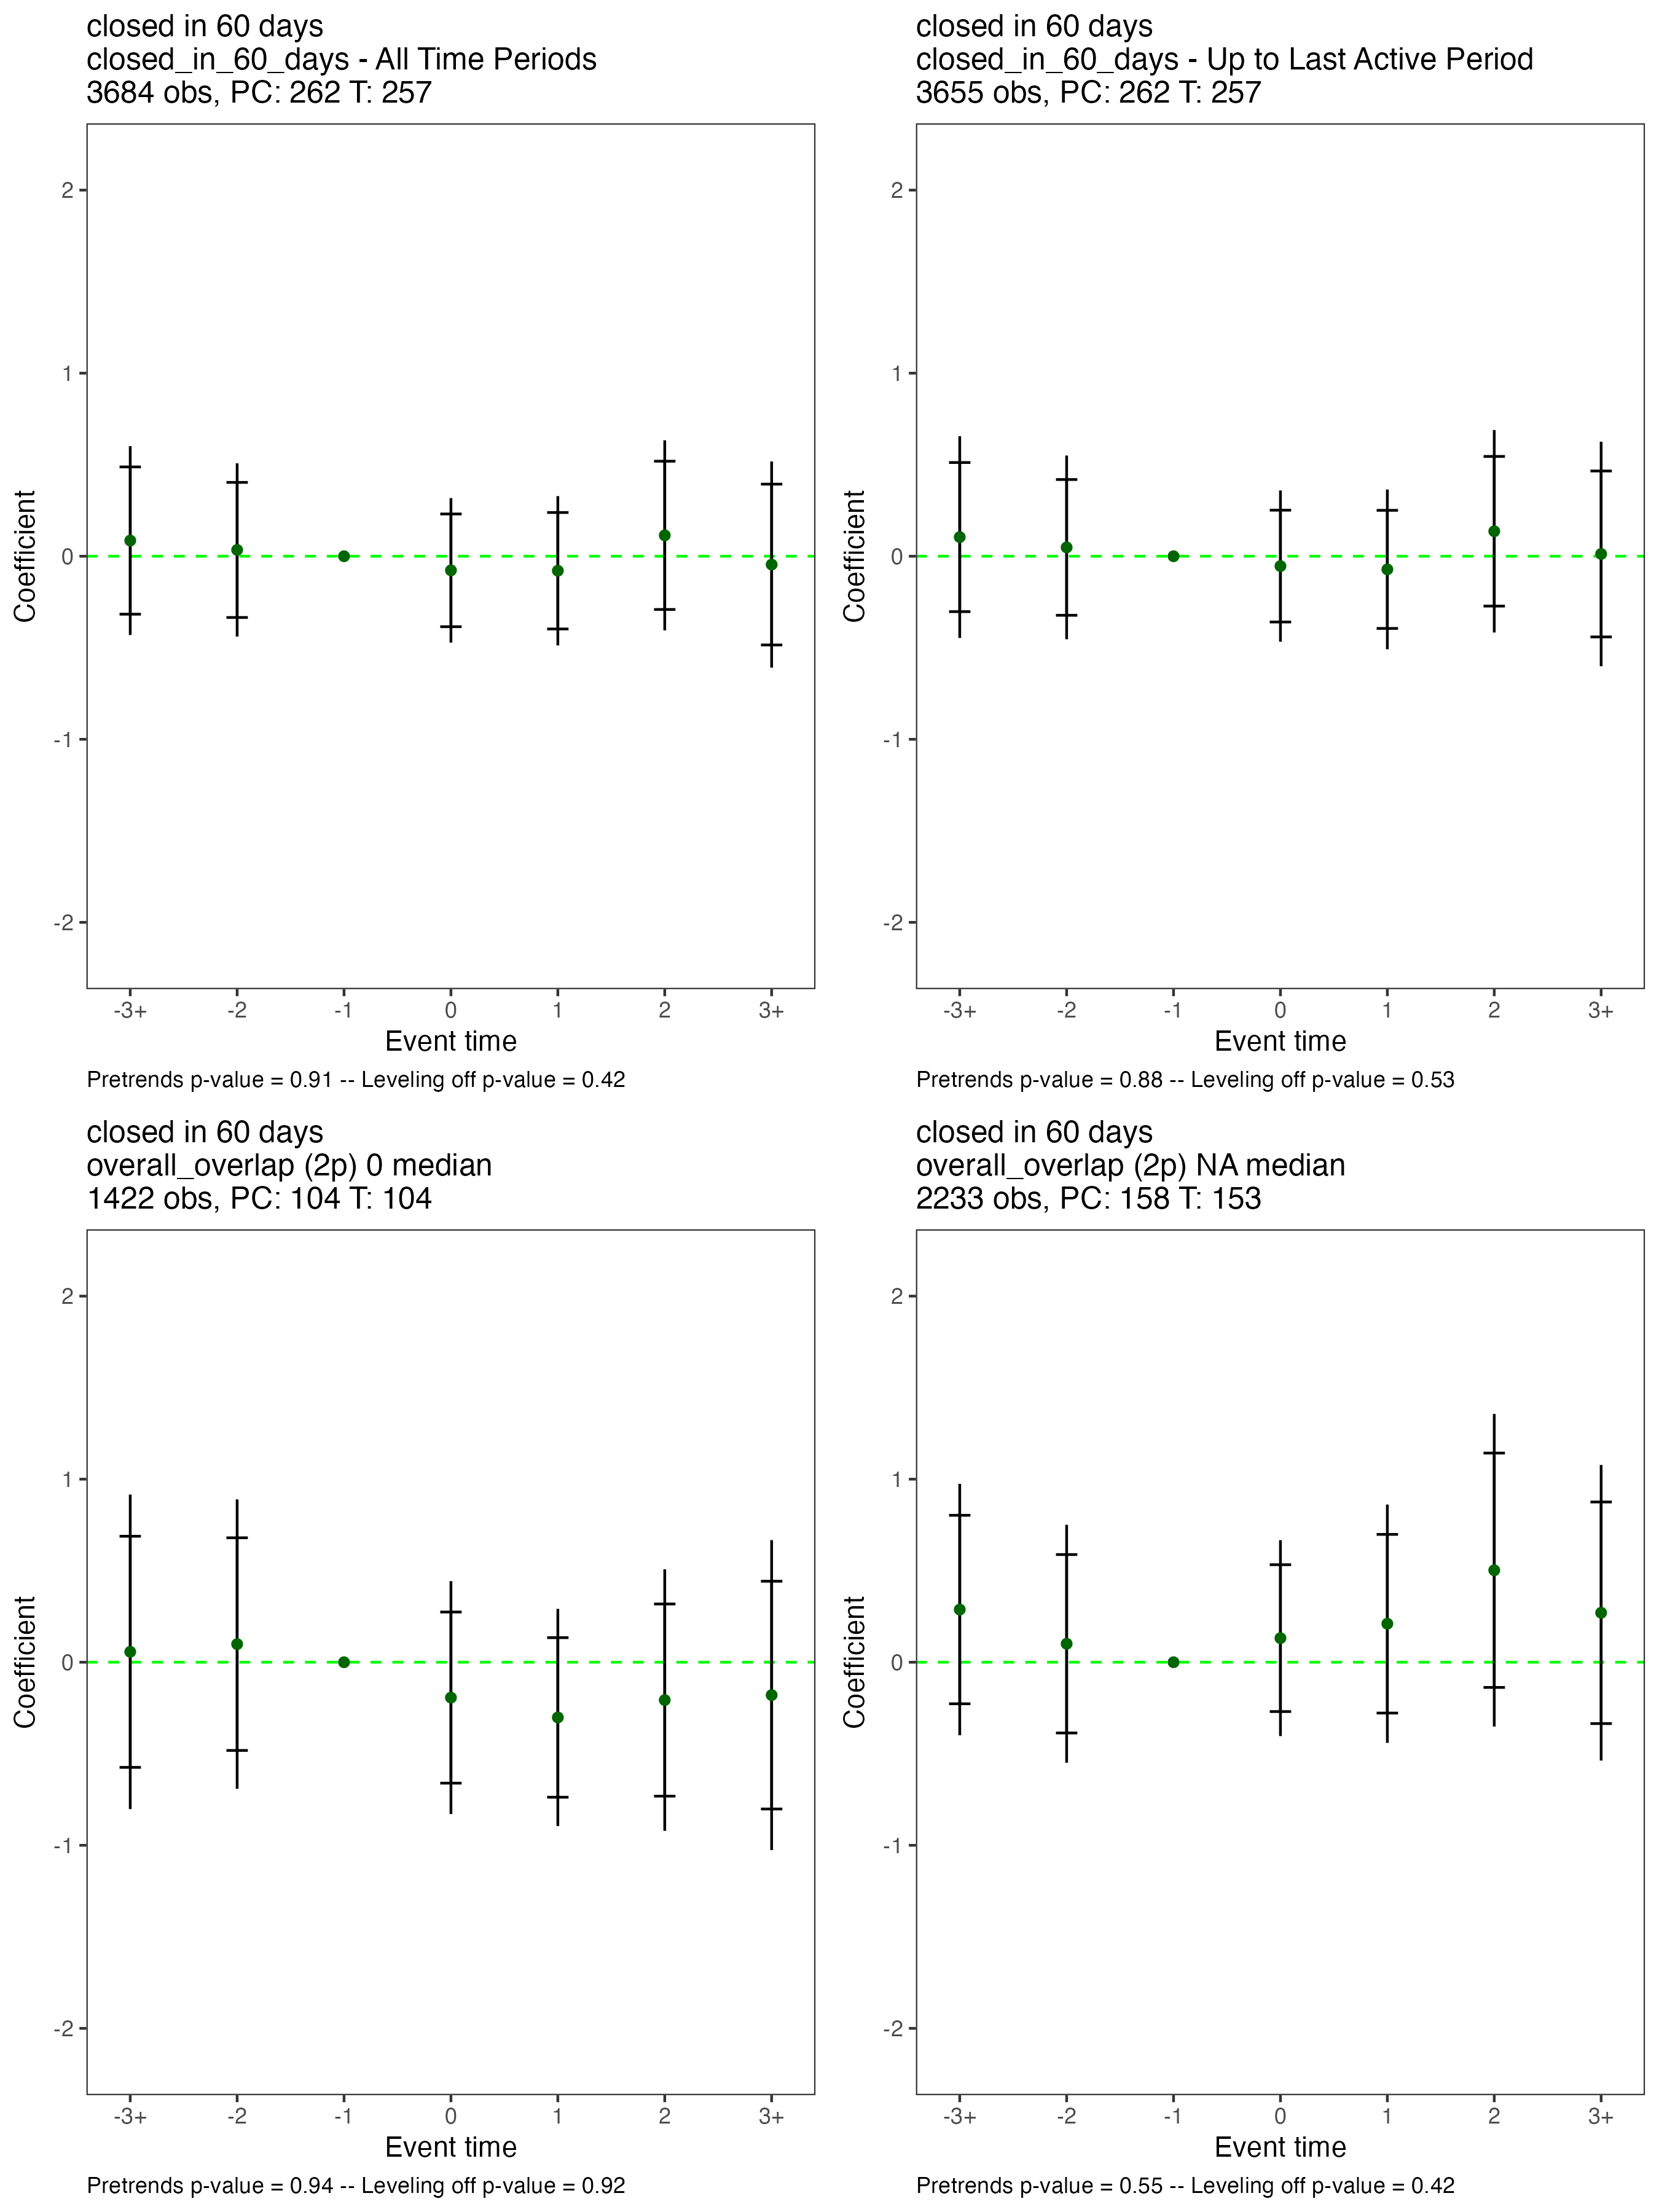 closed in 60 days
closed_in_60_days - All Time Periods
3684 obs, PC: 262 T: 257
Coefficient
2
1
0
-1
-2
-3+ -2 -1 0 1 2 3+
Event time
Pretrends p-value = 0.91 -- Leveling off p-value = 0.42
closed in 60 days
closed_in_60_days - Up to Last Active Period
3655 obs, PC: 262 T: 257
Coefficient
2
1
0
-1
-2
-3+ -2 -1 0 1 2 3+
Event time
Pretrends p-value = 0.88 -- Leveling off p-value = 0.53
closed in 60 days
overall_overlap (2p) 0 median
1422 obs, PC: 104 T: 104
Coefficient
2
1
0
-1
-2
-3+ -2 -1 0 1 2 3+
Event time
Pretrends p-value = 0.94 -- Leveling off p-value = 0.92
closed in 60 days
overall_overlap (2p) NA median
2233 obs, PC: 158 T: 153
Coefficient
2
1
0
-1
-2
-3+ -2 -1 0 1 2 3+
Event time
Pretrends p-value = 0.55 -- Leveling off p-value = 0.42